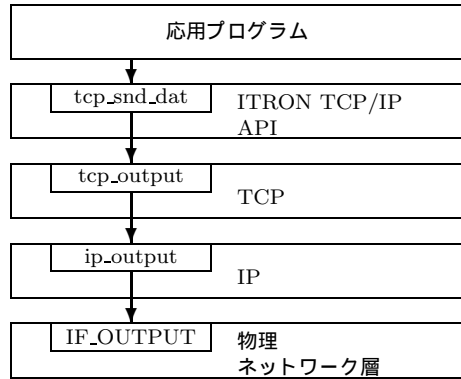 応用プログラム
tcp_snd_dat
ITRON TCP/IP
API
tcp_output
TCP
ip_output
IP
IF_OUTPUT
物理
ネットワーク層